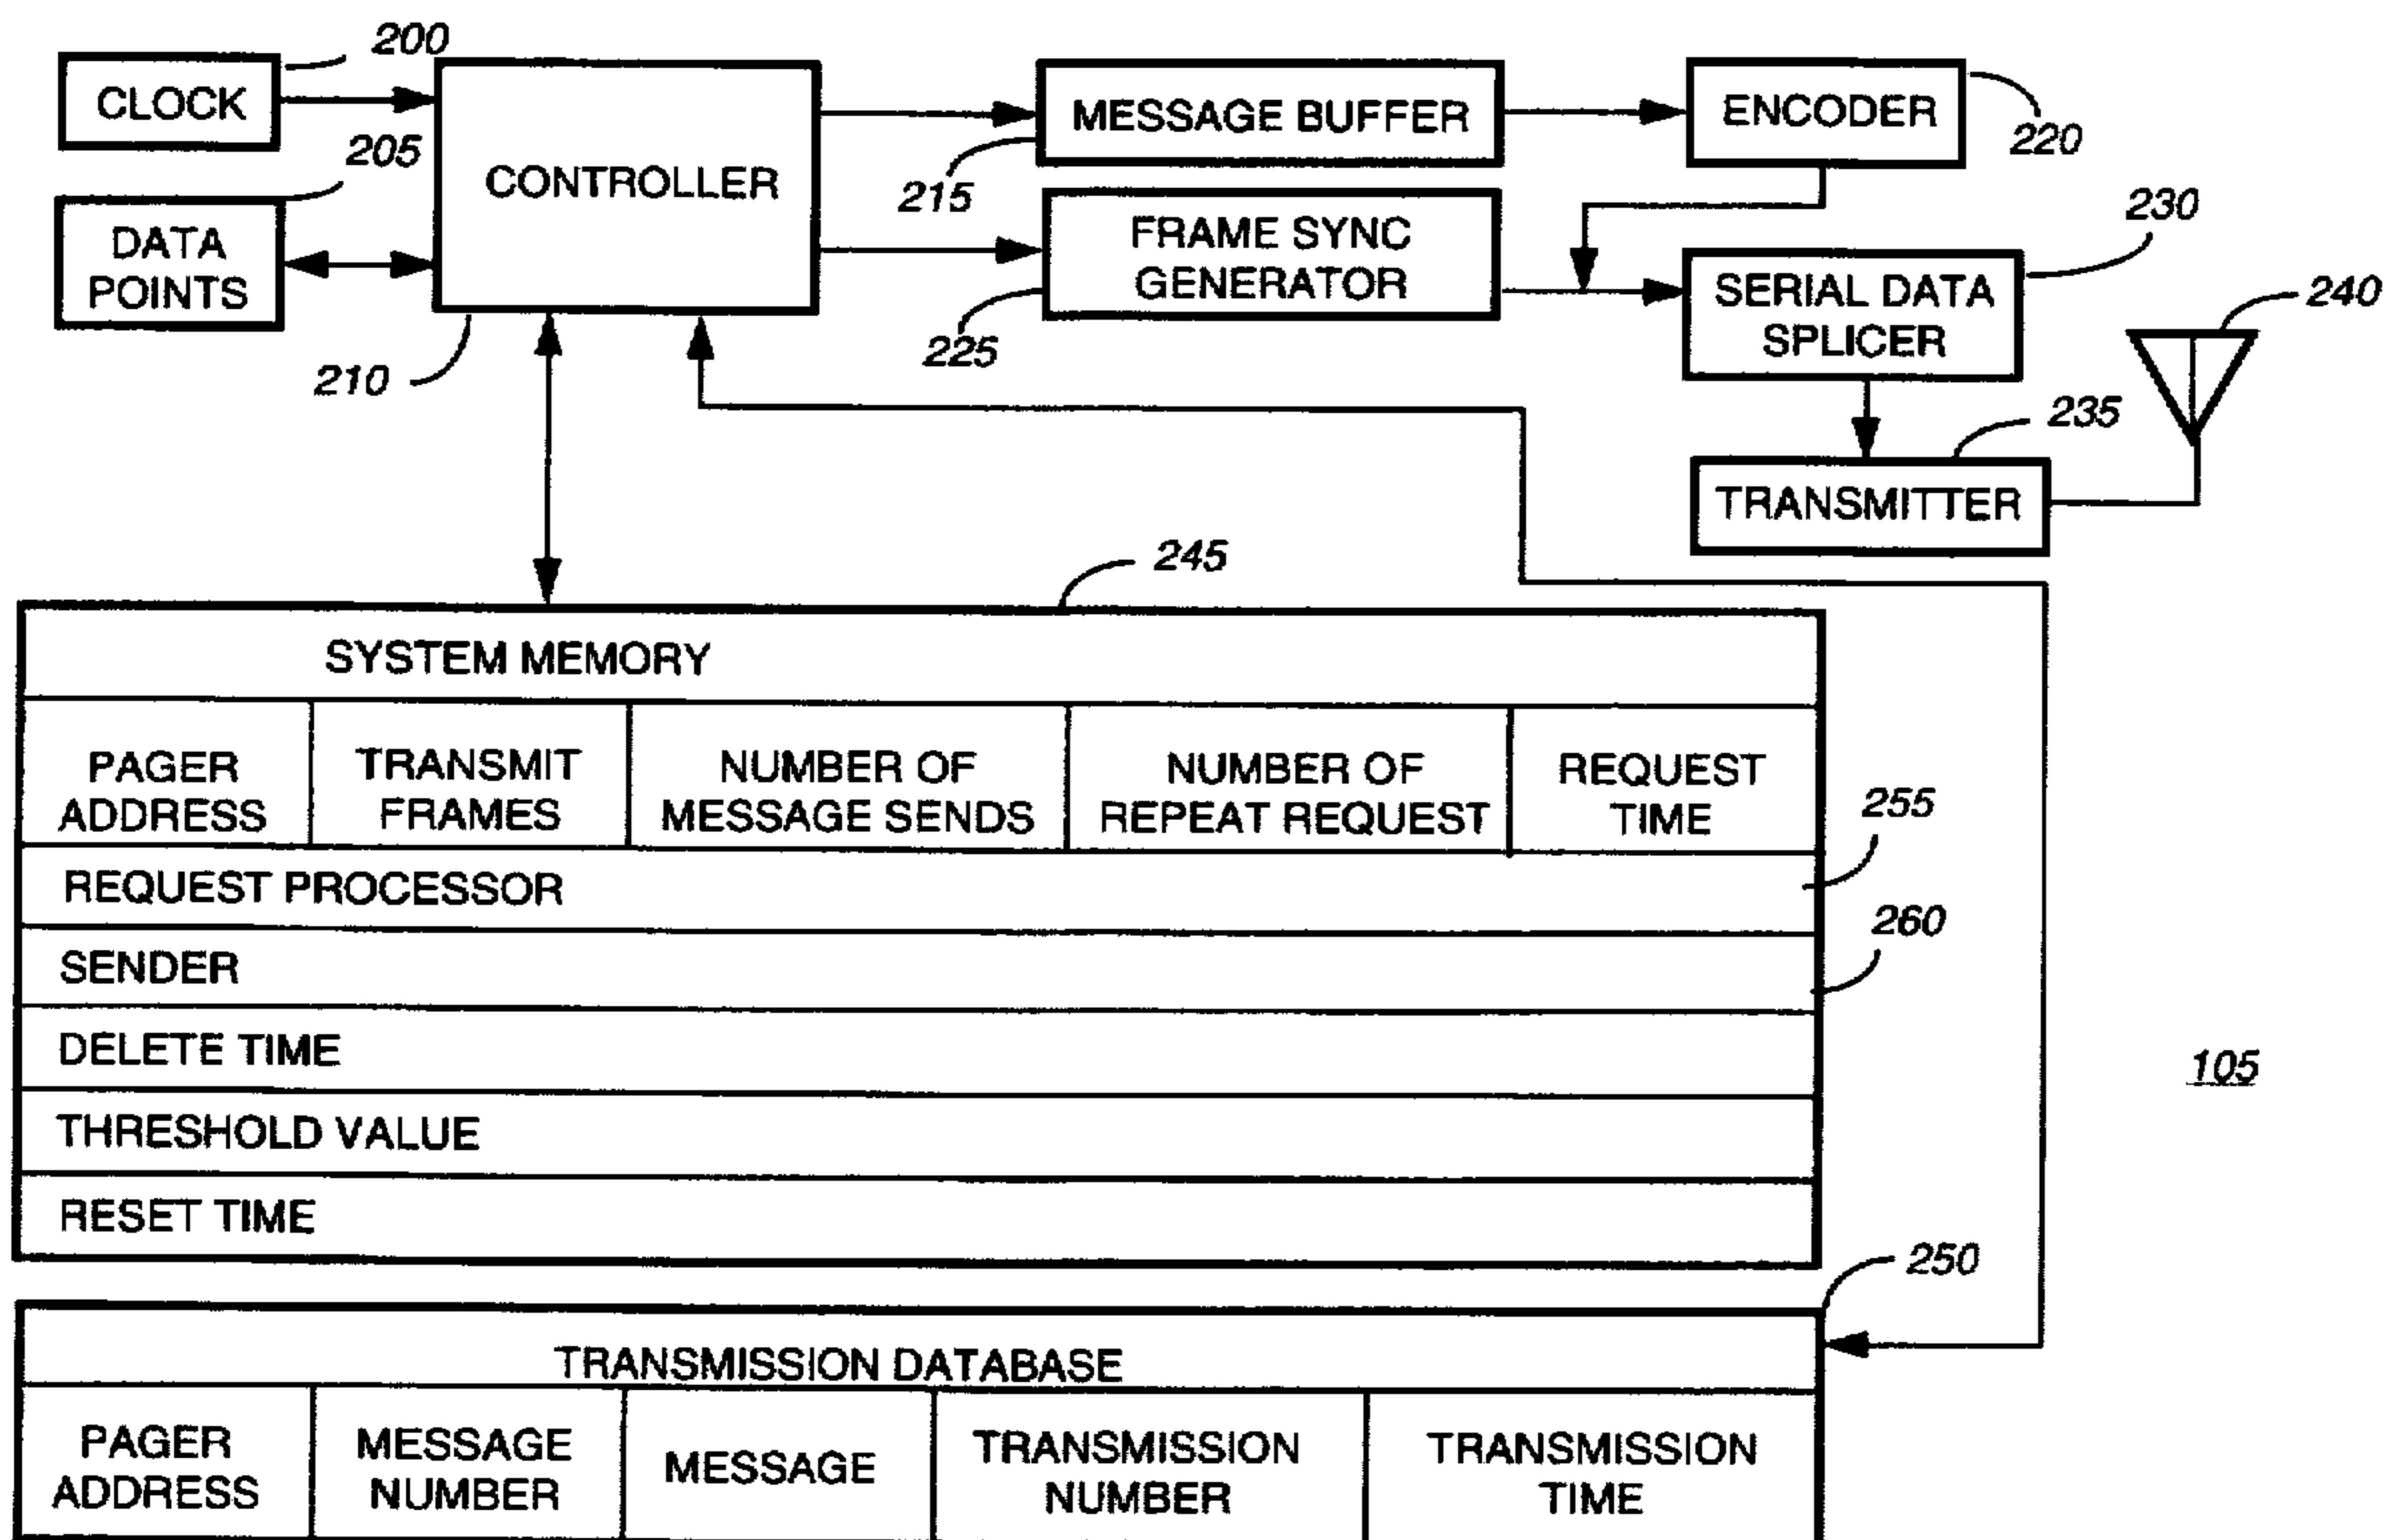 200
CLOCK
205
DATA
POINTS
CONTROLLER
210
MESSAGE BUFFER
215
ENCODER
220
FRAME SYNC
GENERATOR
225
230
SERIAL DATA
SPLICER
240
235
TRANSMITTER
245
SYSTEM MEMORY
PAGER
ADDRESS
TRANSMIT
FRAMES
NUMBER OF
MESSAGE SENDS
NUMBER OF
REPEAT REQUEST
REQUEST
TIME
255
REQUEST PROCESSOR
260
SENDER
DELETE TIME
105
THRESHOLD VALUE
RESET TIME
250
TRANSMISSION DATABASE
PAGER
ADDRESS
MESSAGE
NUMBER
MESSAGE
TRANSMISSION
NUMBER
TRANSMISSION
TIME